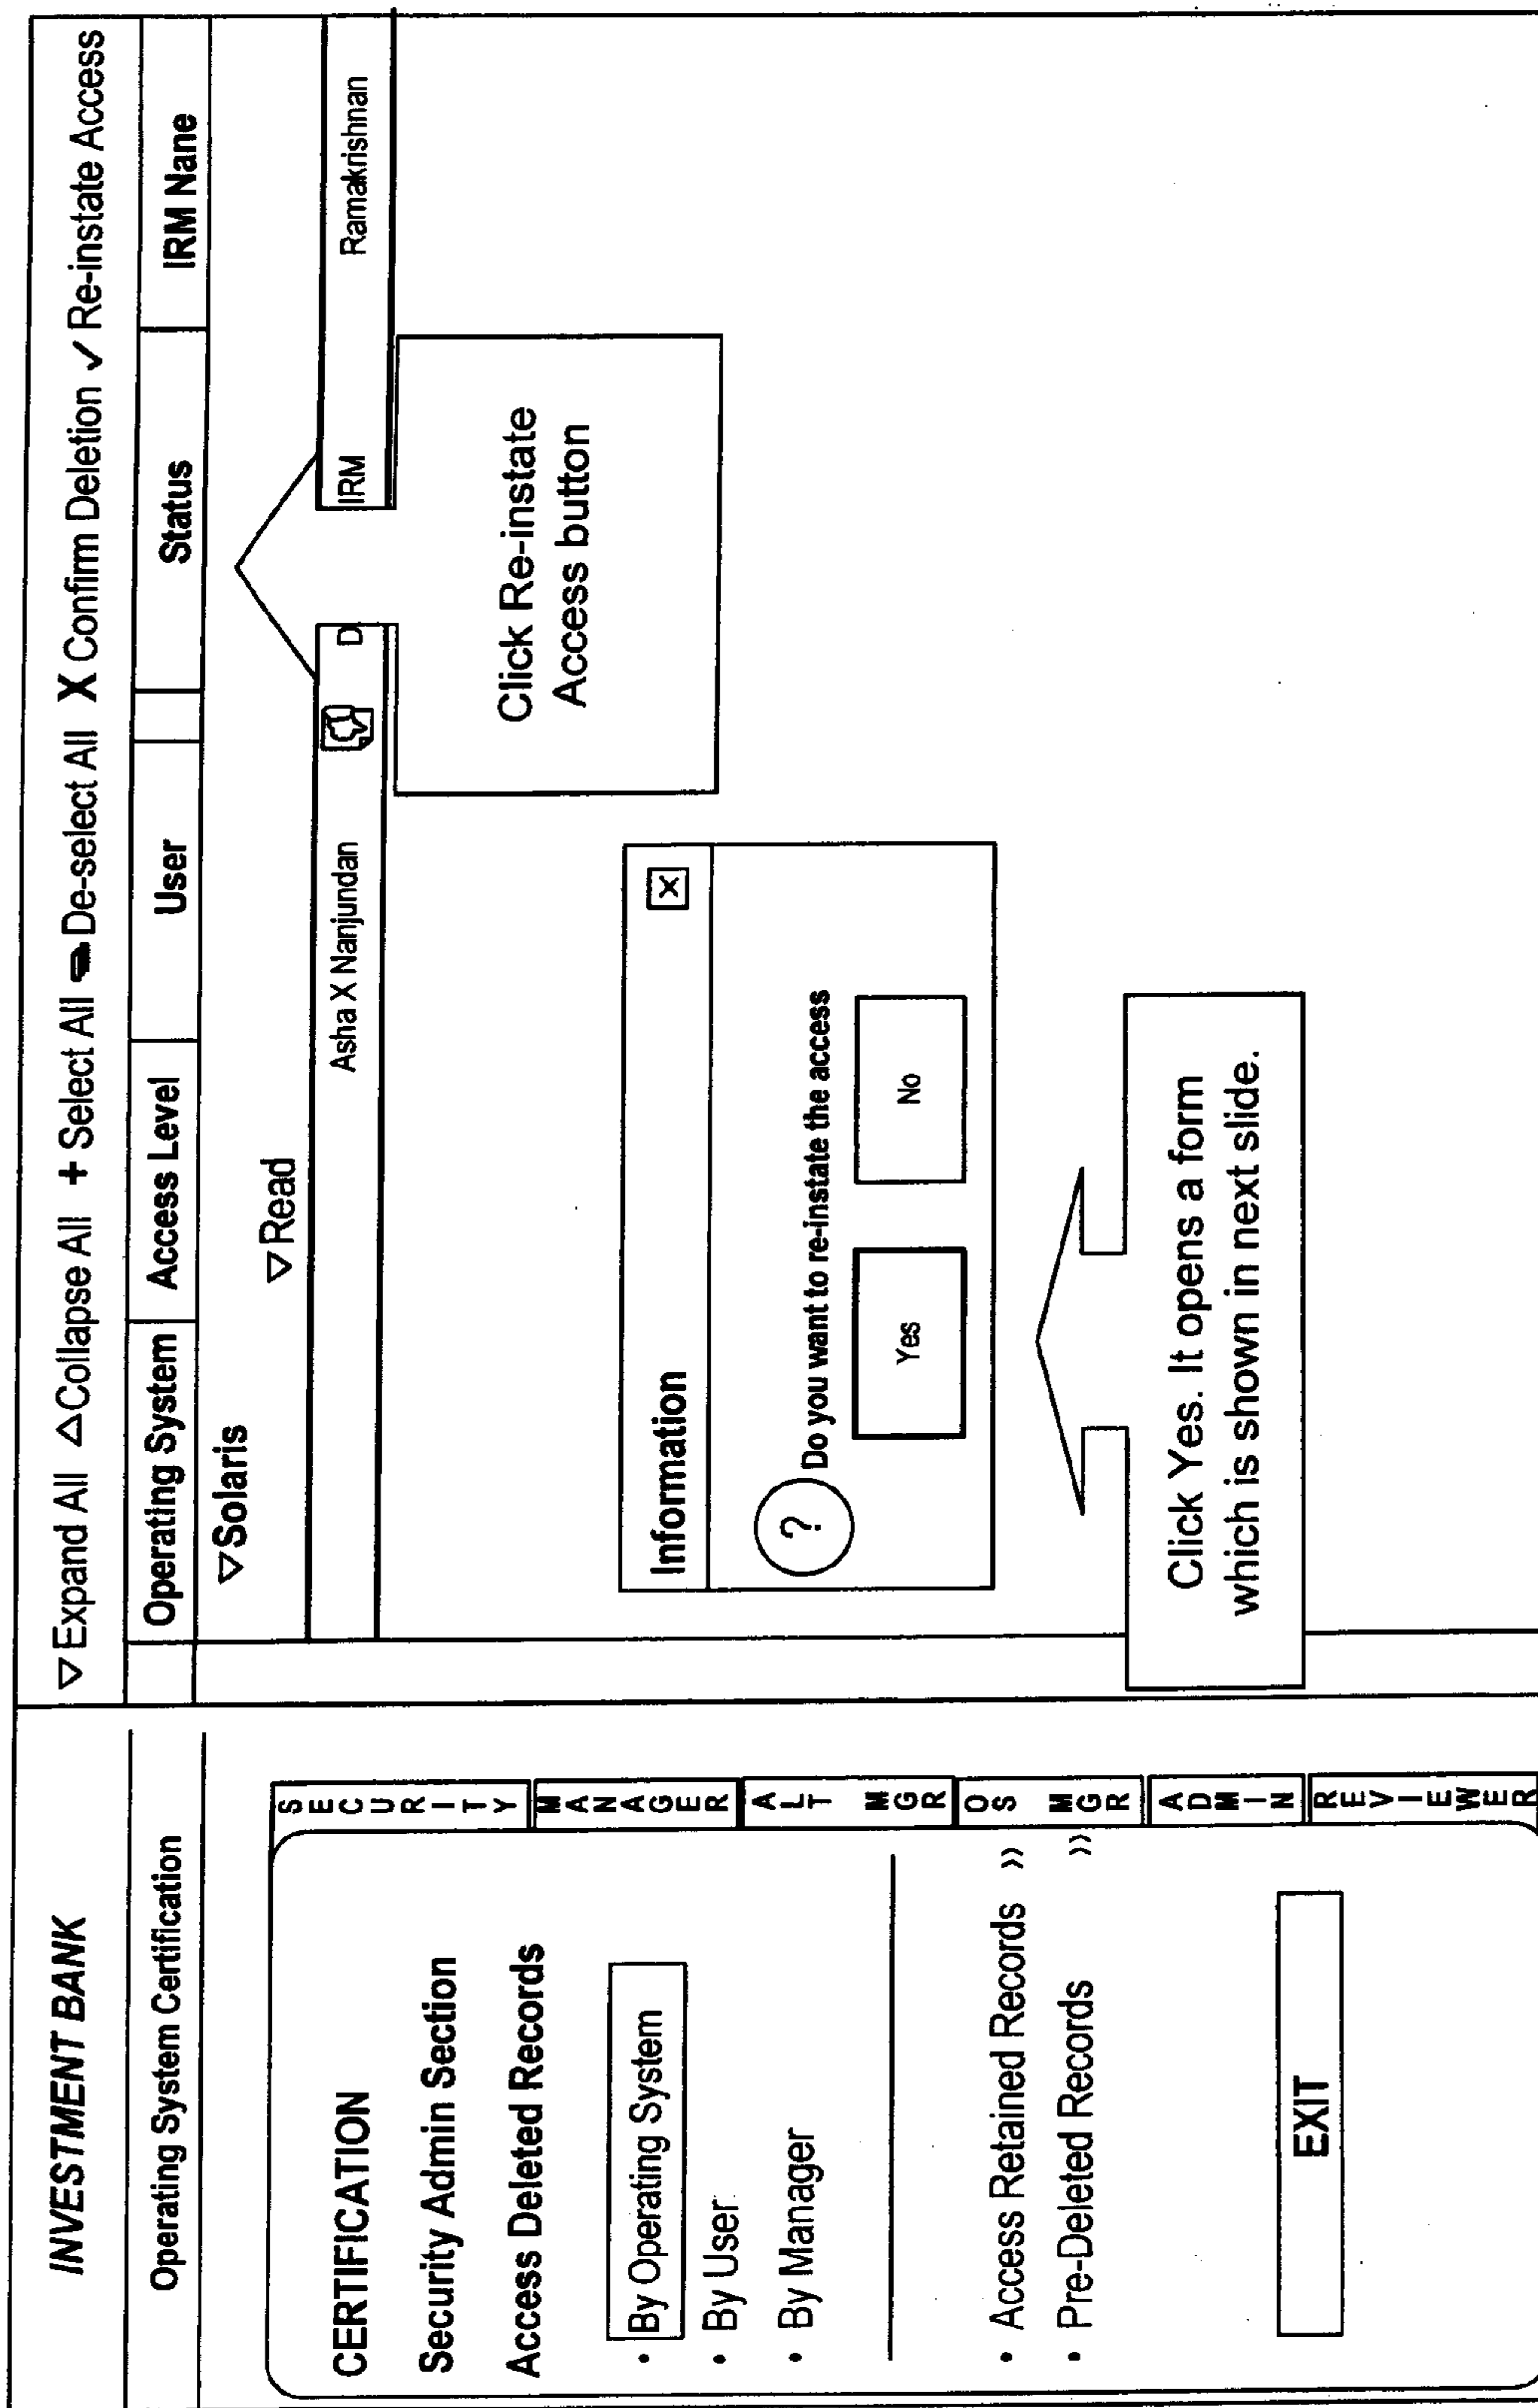 INVESTMENT BANK
Operating System Certification
CERTIFICATION
Security Admin Section
Access Deleted Records
• By Operating System
• By User
• By Manager
• Access Retained Records »
• Pre-Deleted Records »
EXIT
SECURITY
MANAGER
ALT MGR
OS MGR
ADMIN
REVIEWER
▽Expand All △Collapse All + Select All De-select All X Confirm Deletion ✓ Re-instate Access
Operating System Access Level User Status IRM Nane
▽Solaris
▽Read
Asha X Nanjundan D IRM Ramakrishnan
Click Re-instate
Access button
Information X
? Do you want to re-instate the access
Yes No
Click Yes. It opens a form
which is shown in next slide.